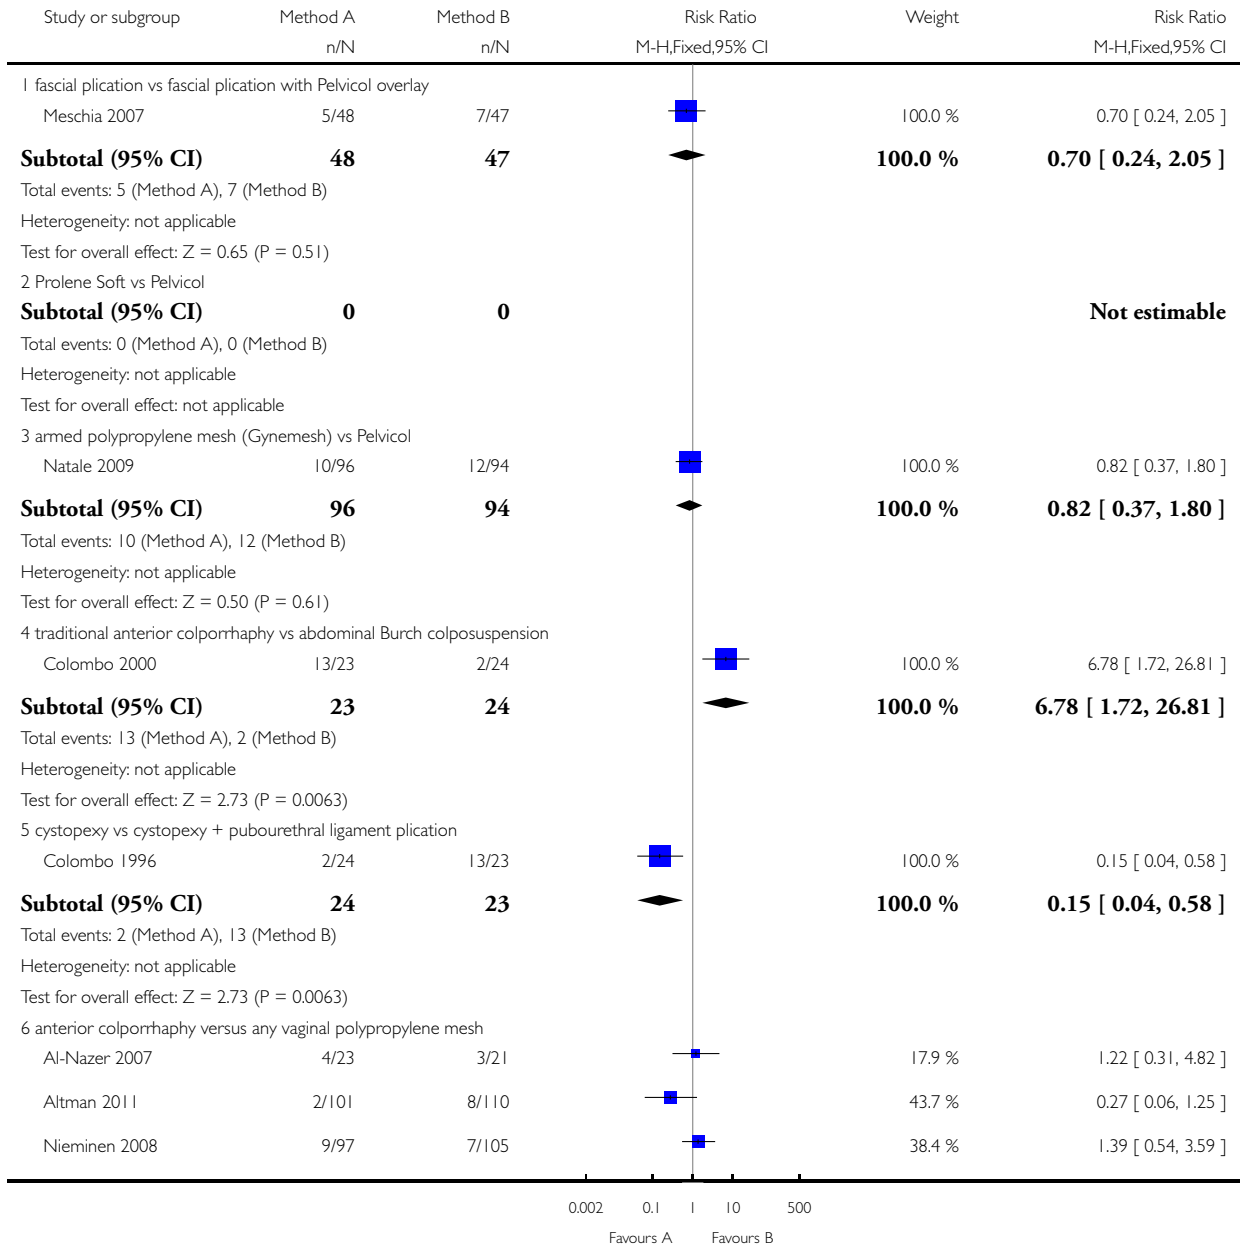 Study or subgroup Method A Method B Risk Ratio Weight Risk Ratio
n/N n/N M-H,Fixed,95% CI M-H,Fixed,95% CI
1 fascial plication vs fascial plication with Pelvicol overlay
Meschia 2007 5/48 7/47 100.0 % 0.70 [ 0.24, 2.05 ]
Subtotal (95% CI) 48 47 100.0 % 0.70 [ 0.24, 2.05 ]
Total events: 5 (Method A), 7 (Method B)
Heterogeneity: not applicable
Test for overall effect: Z = 0.65 (P = 0.51)
2 Prolene Soft vs Pelvicol
Subtotal (95% CI) 0 0 Not estimable
Total events: 0 (Method A), 0 (Method B)
Heterogeneity: not applicable
Test for overall effect: not applicable
3 armed polypropylene mesh (Gynemesh) vs Pelvicol
Natale 2009 10/96 12/94 100.0 % 0.82 [ 0.37, 1.80 ]
Subtotal (95% CI) 96 94 100.0 % 0.82 [ 0.37, 1.80 ]
Total events: 10 (Method A), 12 (Method B)
Heterogeneity: not applicable
Test for overall effect: Z = 0.50 (P = 0.61)
4 traditional anterior colporrhaphy vs abdominal Burch colposuspension
Colombo 2000 13/23 2/24 100.0 % 6.78 [ 1.72, 26.81 ]
Subtotal (95% CI) 23 24 100.0 % 6.78 [ 1.72, 26.81 ]
Total events: 13 (Method A), 2 (Method B)
Heterogeneity: not applicable
Test for overall effect: Z = 2.73 (P = 0.0063)
5 cystopexy vs cystopexy + pubourethral ligament plication
Colombo 1996 2/24 13/23 100.0 % 0.15 [ 0.04, 0.58 ]
Subtotal (95% CI) 24 23 100.0 % 0.15 [ 0.04, 0.58 ]
Total events: 2 (Method A), 13 (Method B)
Heterogeneity: not applicable
Test for overall effect: Z = 2.73 (P = 0.0063)
6 anterior colporrhaphy versus any vaginal polypropylene mesh
Al-Nazer 2007 4/23 3/21 17.9 % 1.22 [ 0.31, 4.82 ]
Altman 2011 2/101 8/110 43.7 % 0.27 [ 0.06, 1.25 ]
Nieminen 2008 9/97 7/105 38.4 % 1.39 [ 0.54, 3.59 ]
0.002 0.1 1 10 500
Favours A Favours B